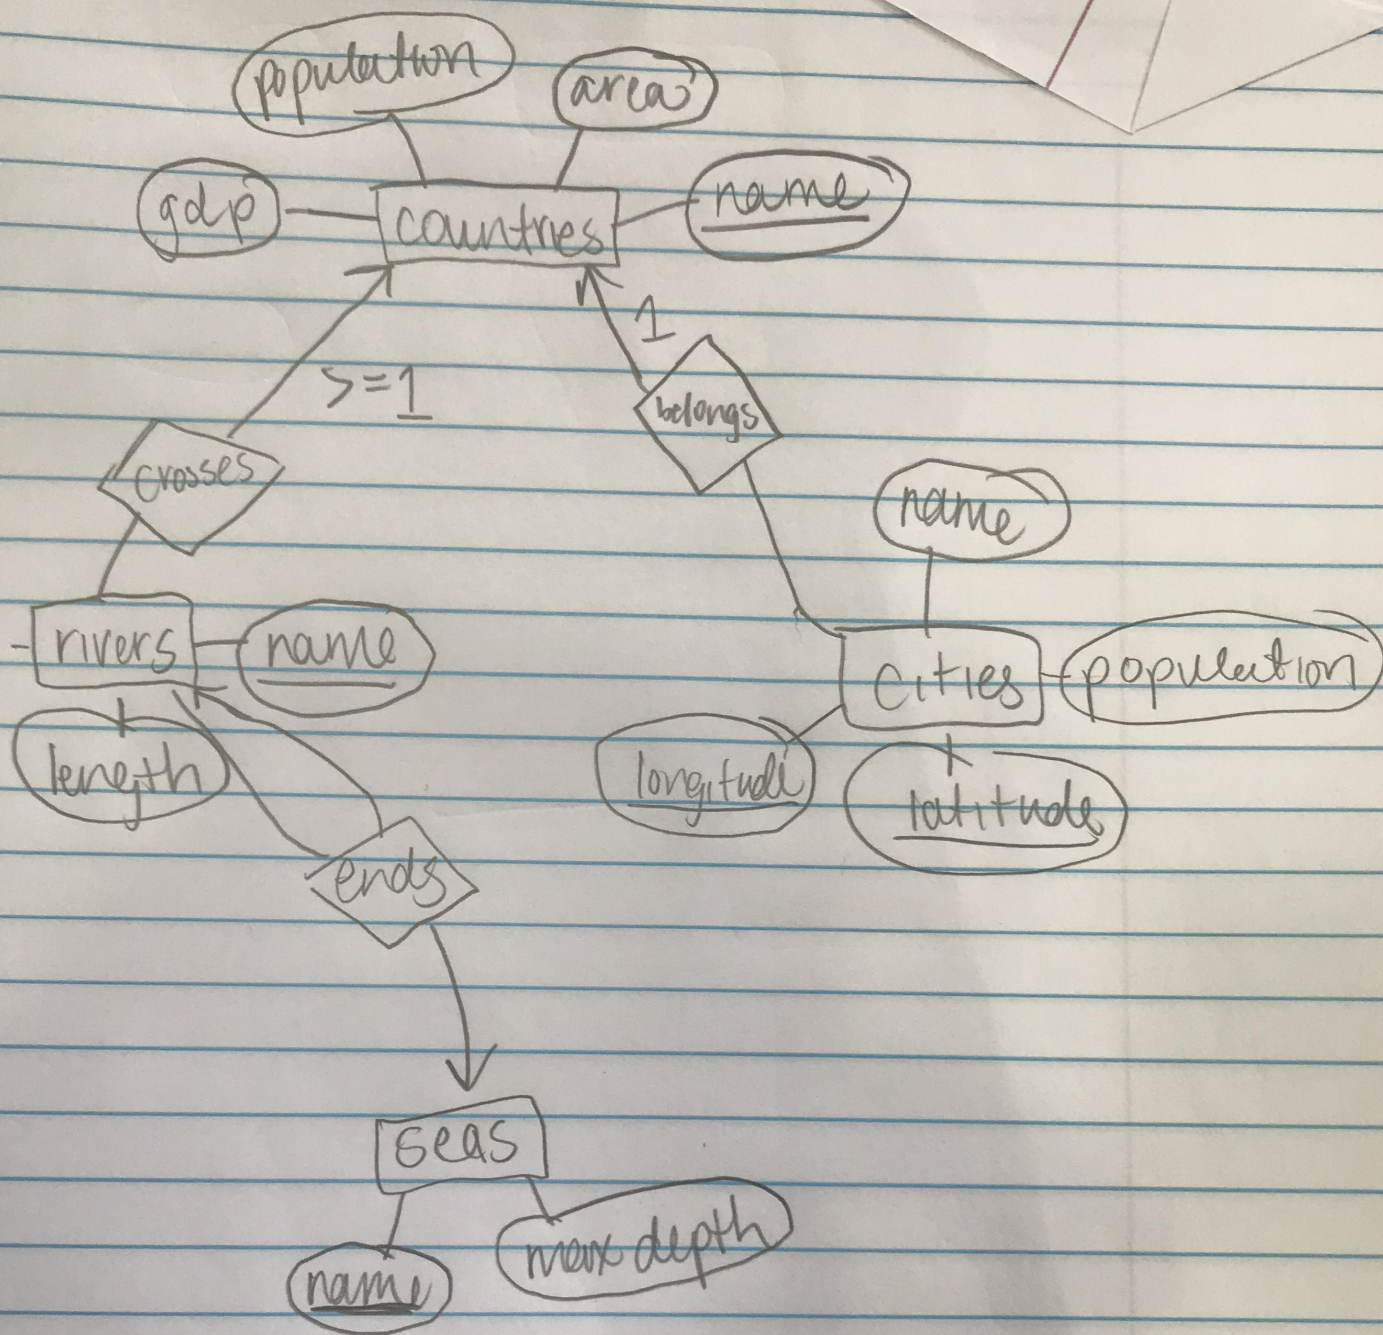 population
area
gdp
countries
name
1
>=1
belongs
crosses
name
rivers
name
cities
population
length
longitude
latitude
ends
seas
name
max depth